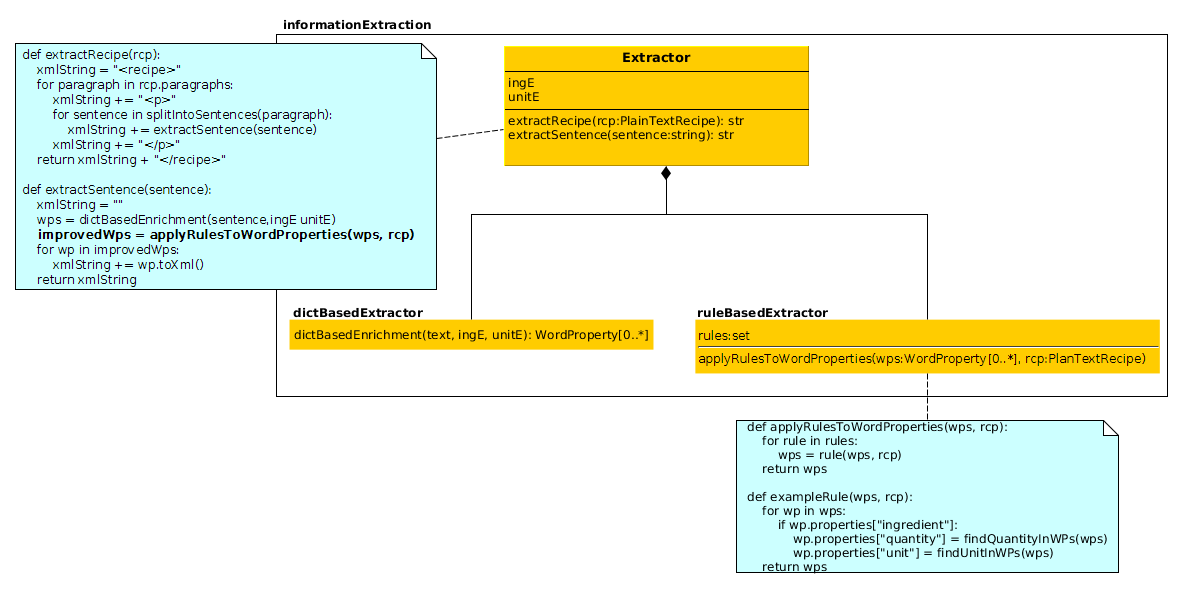 informationExtraction
def extractRecipe(rcp):
xmlString = "<recipe>"
for paragraph in rcp.paragraphs:
xmlString += "<p>"
for sentence in splitIntoSentences(paragraph):
xmlString += extractSentence(sentence)
xmlString += "</p>"
return xmlString + "</recipe>"
def extractSentence(sentence):
xmlString = ""
wps = dictBasedEnrichment(sentence,ingE unitE)
improvedWps = applyRulesToWordProperties(wps, rcp)
for wp in improvedWps:
xmlString += wp.toXml()
return xmlString
Extractor
ingE
unitE
extractRecipe(rcp:PlainTextRecipe): str
extractSentence(sentence:string): str
dictBasedExtractor
dictBasedEnrichment(text, ingE, unitE): WordProperty[0..*]
ruleBasedExtractor
rules:set
applyRulesToWordProperties(wps:WordProperty[0..*], rcp:PlanTextRecipe)
def applyRulesToWordProperties(wps, rcp):
for rule in rules:
wps = rule(wps, rcp)
return wps
def exampleRule(wps, rcp):
for wp in wps:
if wp.properties["ingredient"]:
wp.properties["quantity"] = findQuantityInWPs(wps)
wp.properties["unit"] = findUnitInWPs(wps)
return wps